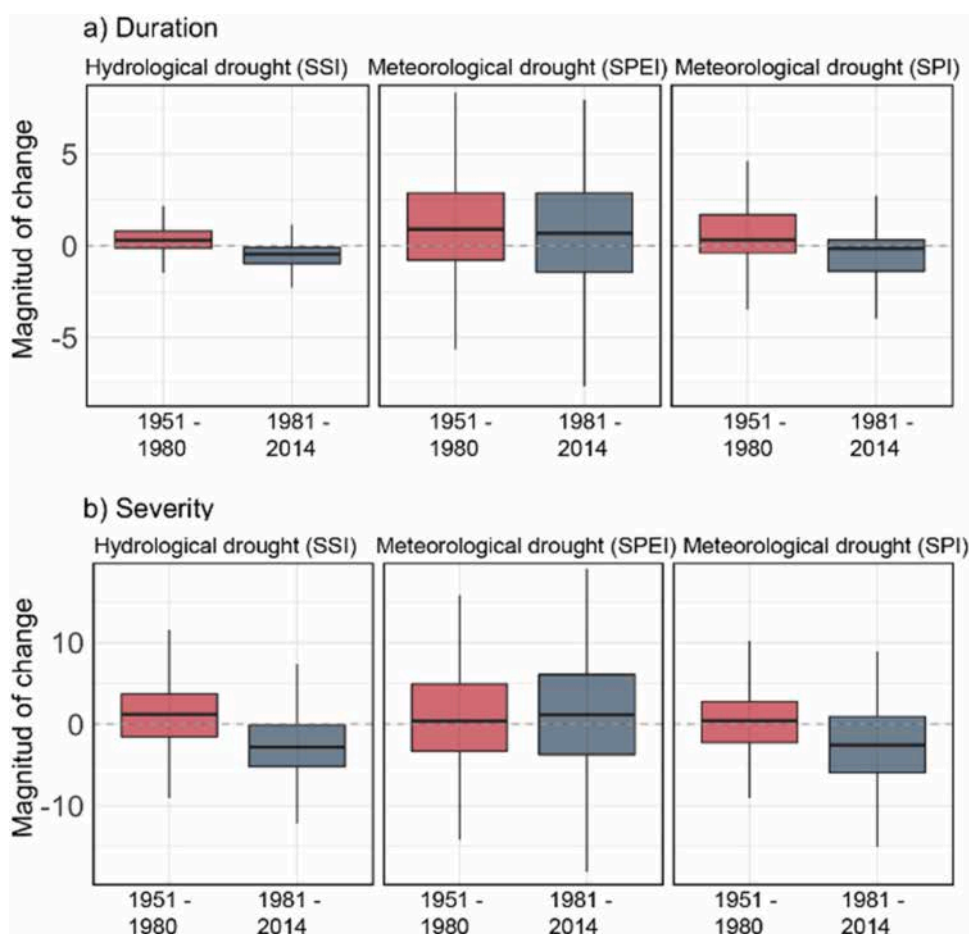 a) Duration
Hydrological drought (SSI) Meteorological drought (SPEI) Meteorological drought (SPI)
Magnitud of change
5
0
-5
1951 - 1981 - 1951 - 1981 - 1951 - 1981 -
1980 2014 1980 2014 1980 2014
b) Severity
Hydrological drought (SSI) Meteorological drought (SPEI) Meteorological drought (SPI)
Magnitud of change
10
0
-10
1951 - 1981 - 1951 - 1981 - 1951 - 1981 -
1980 2014 1980 2014 1980 2014